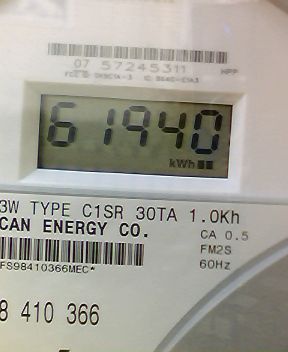 07 57245311
61940
kWh
3W TYPE C1SR 30TA 1.0Kh
CAN ENERGY CO.
CA 0.5
FM2S
FS98410366MEC*
60Hz
8 410 366